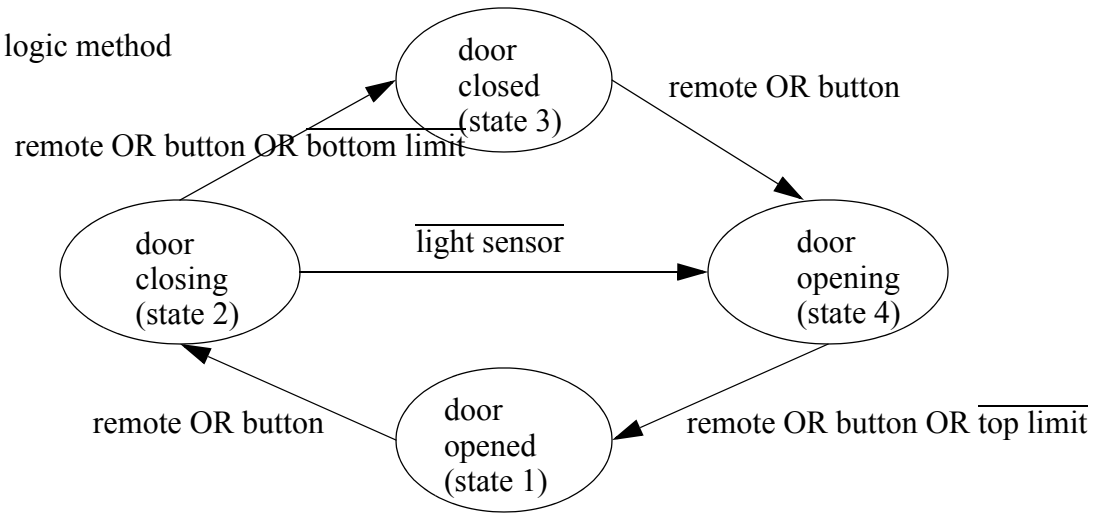 logic method
door
closed
(state 3)
remote OR button
remote OR button OR bottom limit
light sensor
door
closing
(state 2)
door
opening
(state 4)
remote OR button
door
opened
(state 1)
remote OR button OR top limit